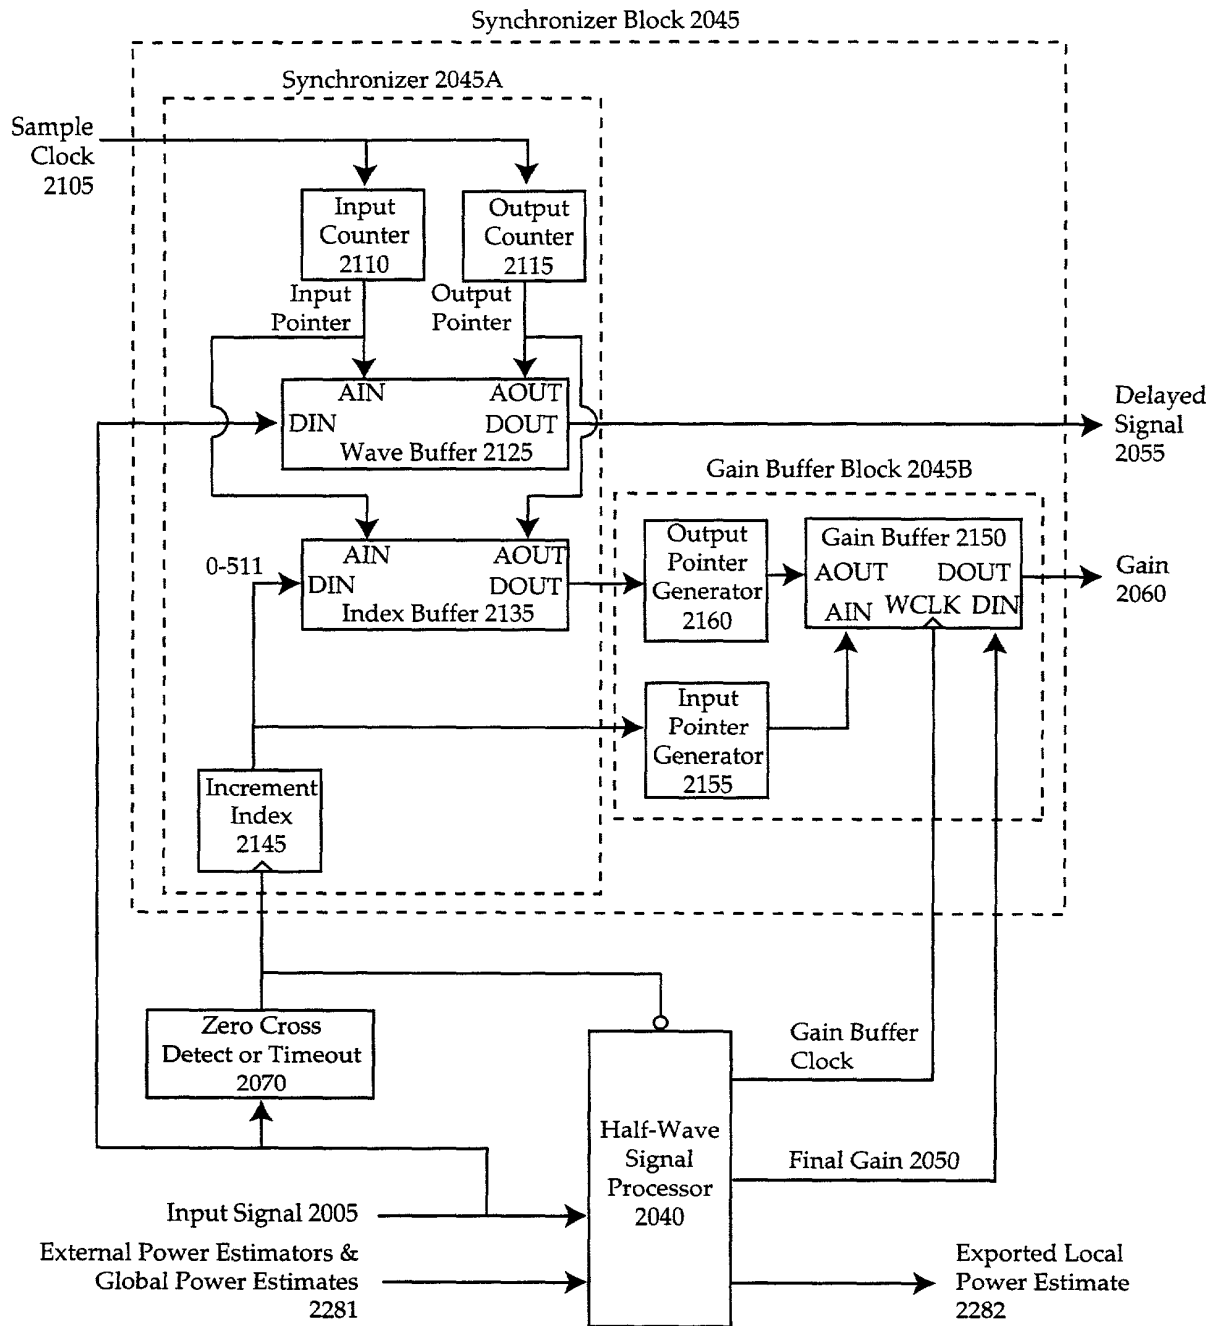 Synchronizer Block 2045
Synchronizer 2045A
Sample
Clock
2105
Input
Counter
2110
Output
Counter
2115
Input
Pointer
Output
Pointer
AIN
AOUT
DIN
DOUT
Wave Buffer 2125
Delayed
Signal
2055
Gain Buffer Block 2045B
0-511
AIN
AOUT
DIN
DOUT
Index Buffer 2135
Output
Pointer
Generator
2160
Gain Buffer 2150
AOUT
DOUT
AIN
WCLK
DIN
Gain
2060
Input
Pointer
Generator
2155
Increment
Index
2145
Zero Cross
Detect or Timeout
2070
Gain Buffer
Clock
Half-Wave
Signal
Processor
2040
Final Gain 2050
Input Signal 2005
External Power Estimators &
Global Power Estimates
2281
Exported Local
Power Estimate
2282